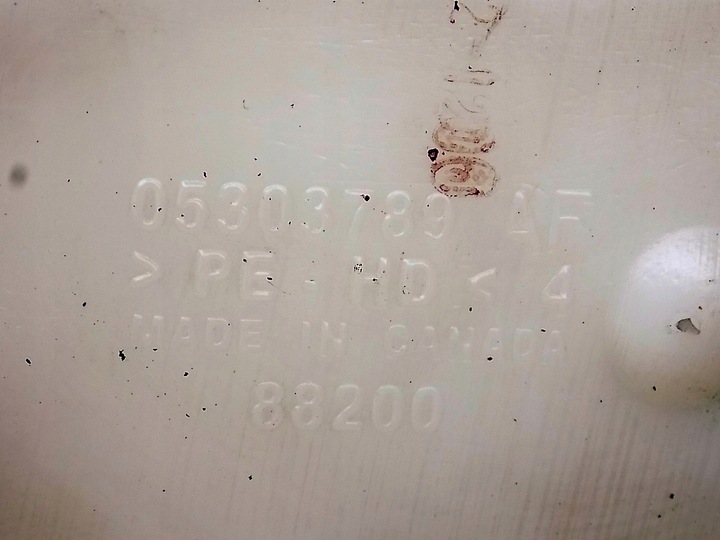 05303789 AF
> PE - HD < 4
MADE IN CANADA
88200